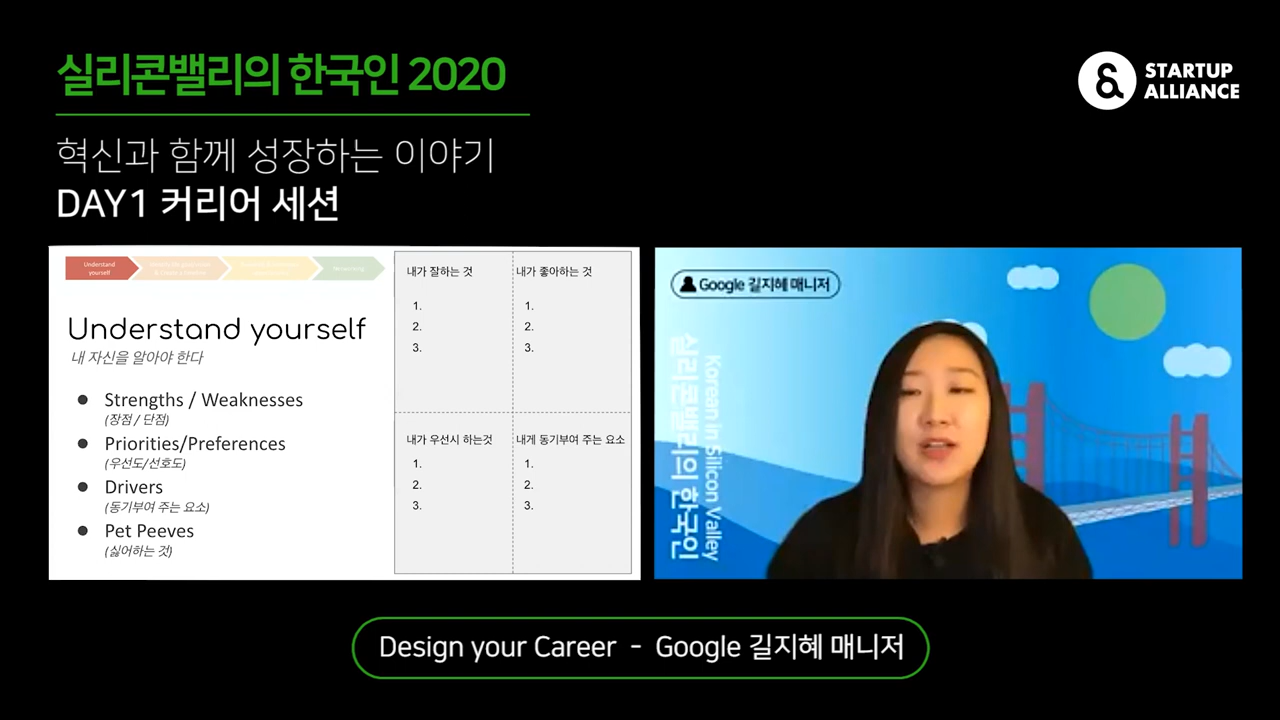 실리콘밸리의 한국인 2020
STARTUP
ALLIANCE
혁신과 함께 성장하는 이야기
DAY1 커리어 세션
Understand
yourself
Networking
Understand yourself
내 자신을 알아야 한다
● Strengths / Weaknesses
(장점 / 단점)
● Priorities/Preferences
(우선도/선호도)
● Drivers
(동기부여 주는 요소)
● Pet Peeves
(싫어하는 것)
내가 잘하는 것
1.
2.
3.
내가 좋아하는 것
1.
2.
3.
내가 우선시 하는것
1.
2.
3.
내게 동기부여 주는 요소
1.
2.
3.
Google 길지혜 매니저
Korean in Silicon Valley
실리콘밸리의 한국인
Design your Career - Google 길지혜 매니저